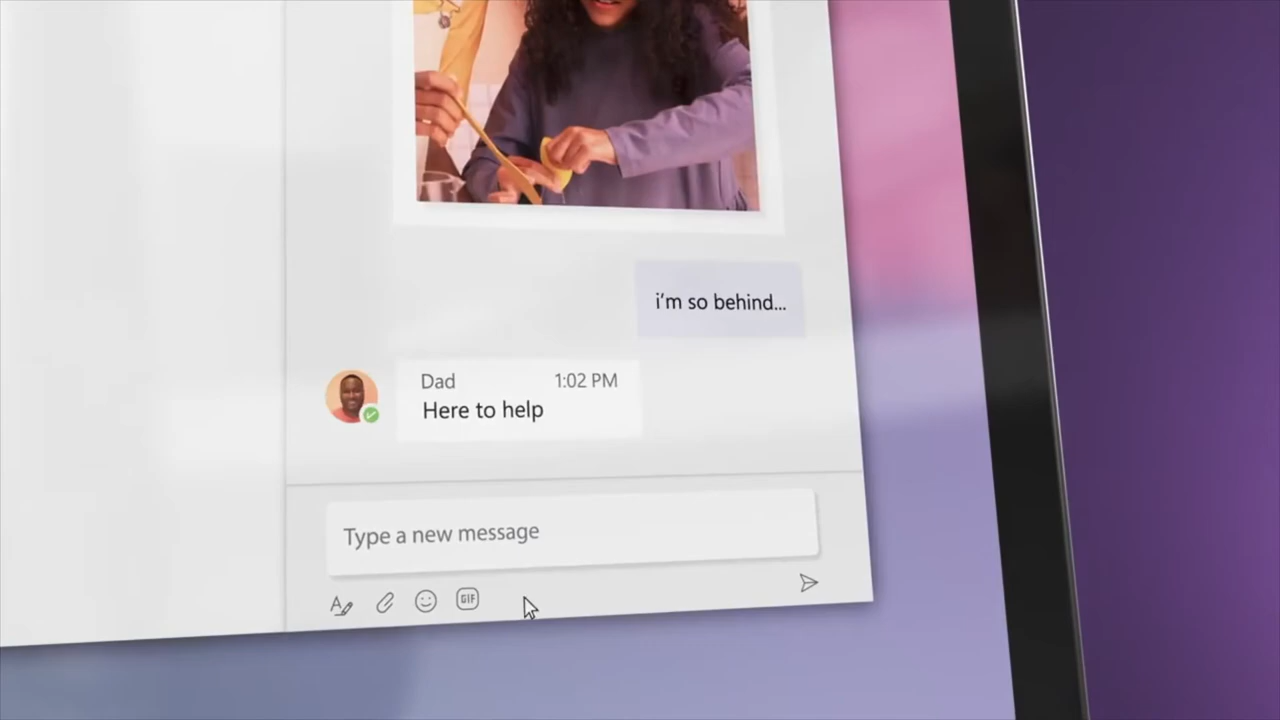 i'm so behind...
Dad 1:02 PM
Here to help
Type a new message
GIF